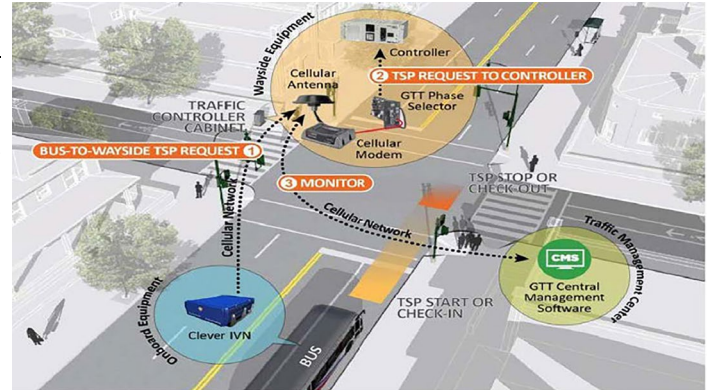 Wayside Equipment
Controller
Cellular
Antenna
2 TSP REQUEST TO CONTROLLER
GTT Phase
Selector
TRAFFIC
CONTROLLER
CABINET
BUS-TO-WAYSIDE TSP REQUEST 1
Cellular
Modem
3 MONITOR
TSP STOP OR
CHECK-OUT
Cellular Network
Cellular Network
Traffic Management Center
CMS
GTT Central
Management
Software
Onboard Equipment
Clever IVN
TSP START OR
CHECK-IN
BUS